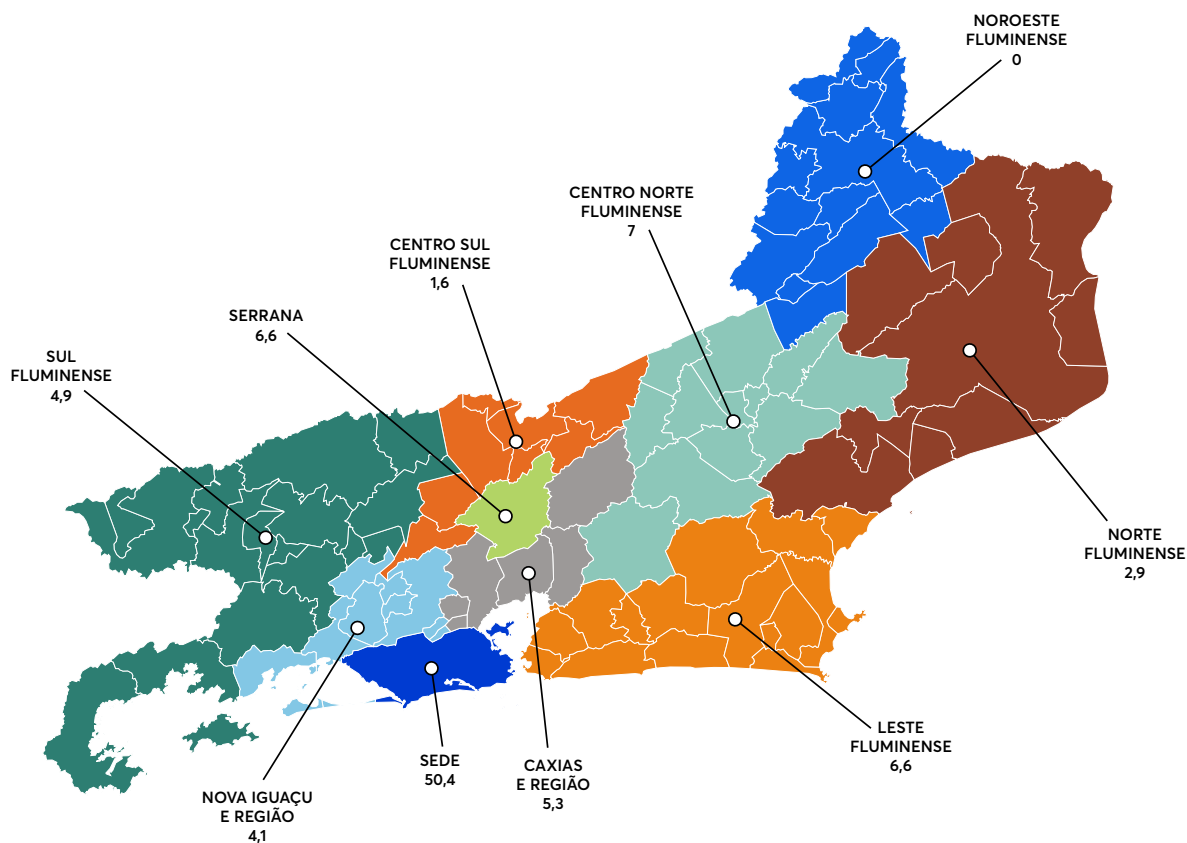 NOROESTE
FLUMINENSE
0
CENTRO NORTE
FLUMINENSE
7
CENTRO SUL
FLUMINENSE
1,6
SERRANA
6,6
SUL
FLUMINENSE
4,9
NORTE
FLUMINENSE
2,9
LESTE
FLUMINENSE
6,6
SEDE
50,4
CAXIAS
E REGIÃO
5,3
NOVA IGUAÇU
E REGIÃO
4,1